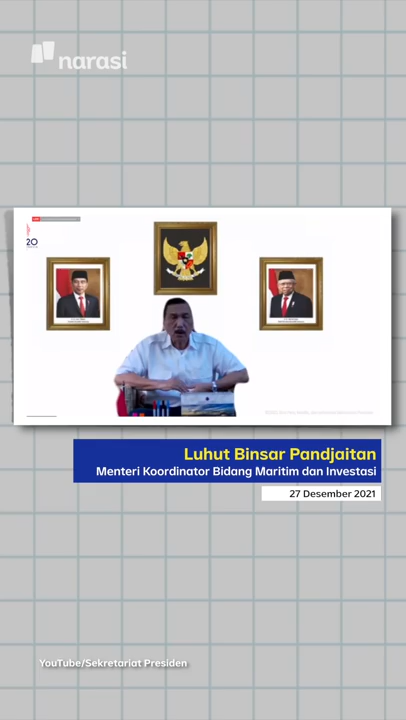 narasi
20
Luhut Binsar Pandjaitan
Menteri Koordinator Bidang Maritim dan Investasi
27 Desember 2021
YouTube/Sekretariat Presiden